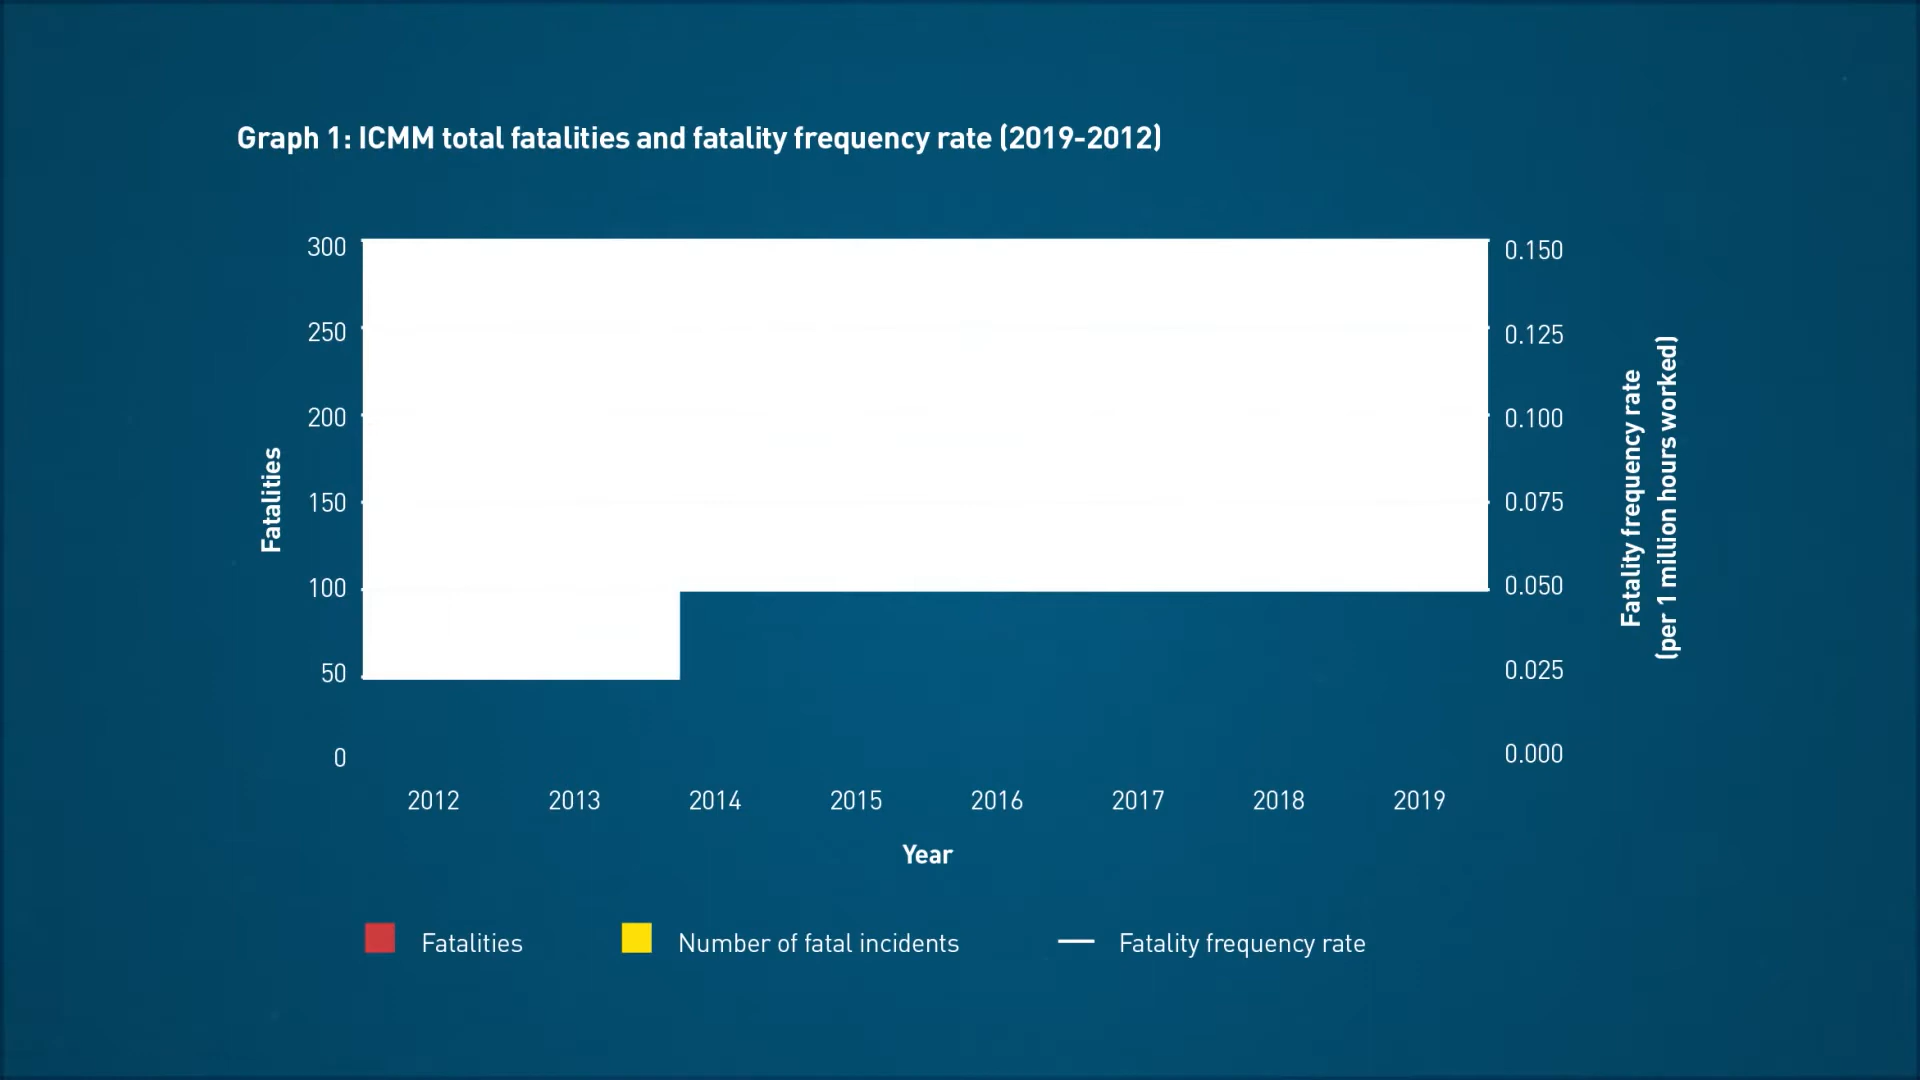 Graph 1: ICMM total fatalities and fatality frequency rate (2019-2012)
300
250
200
150
100
50
0
Fatalities
0.150
0.125
0.100
0.075
0.050
0.025
0.000
Fatality frequency rate
(per 1 million hours worked)
2012 2013 2014 2015 2016 2017 2018 2019
Year
Fatalities Number of fatal incidents Fatality frequency rate